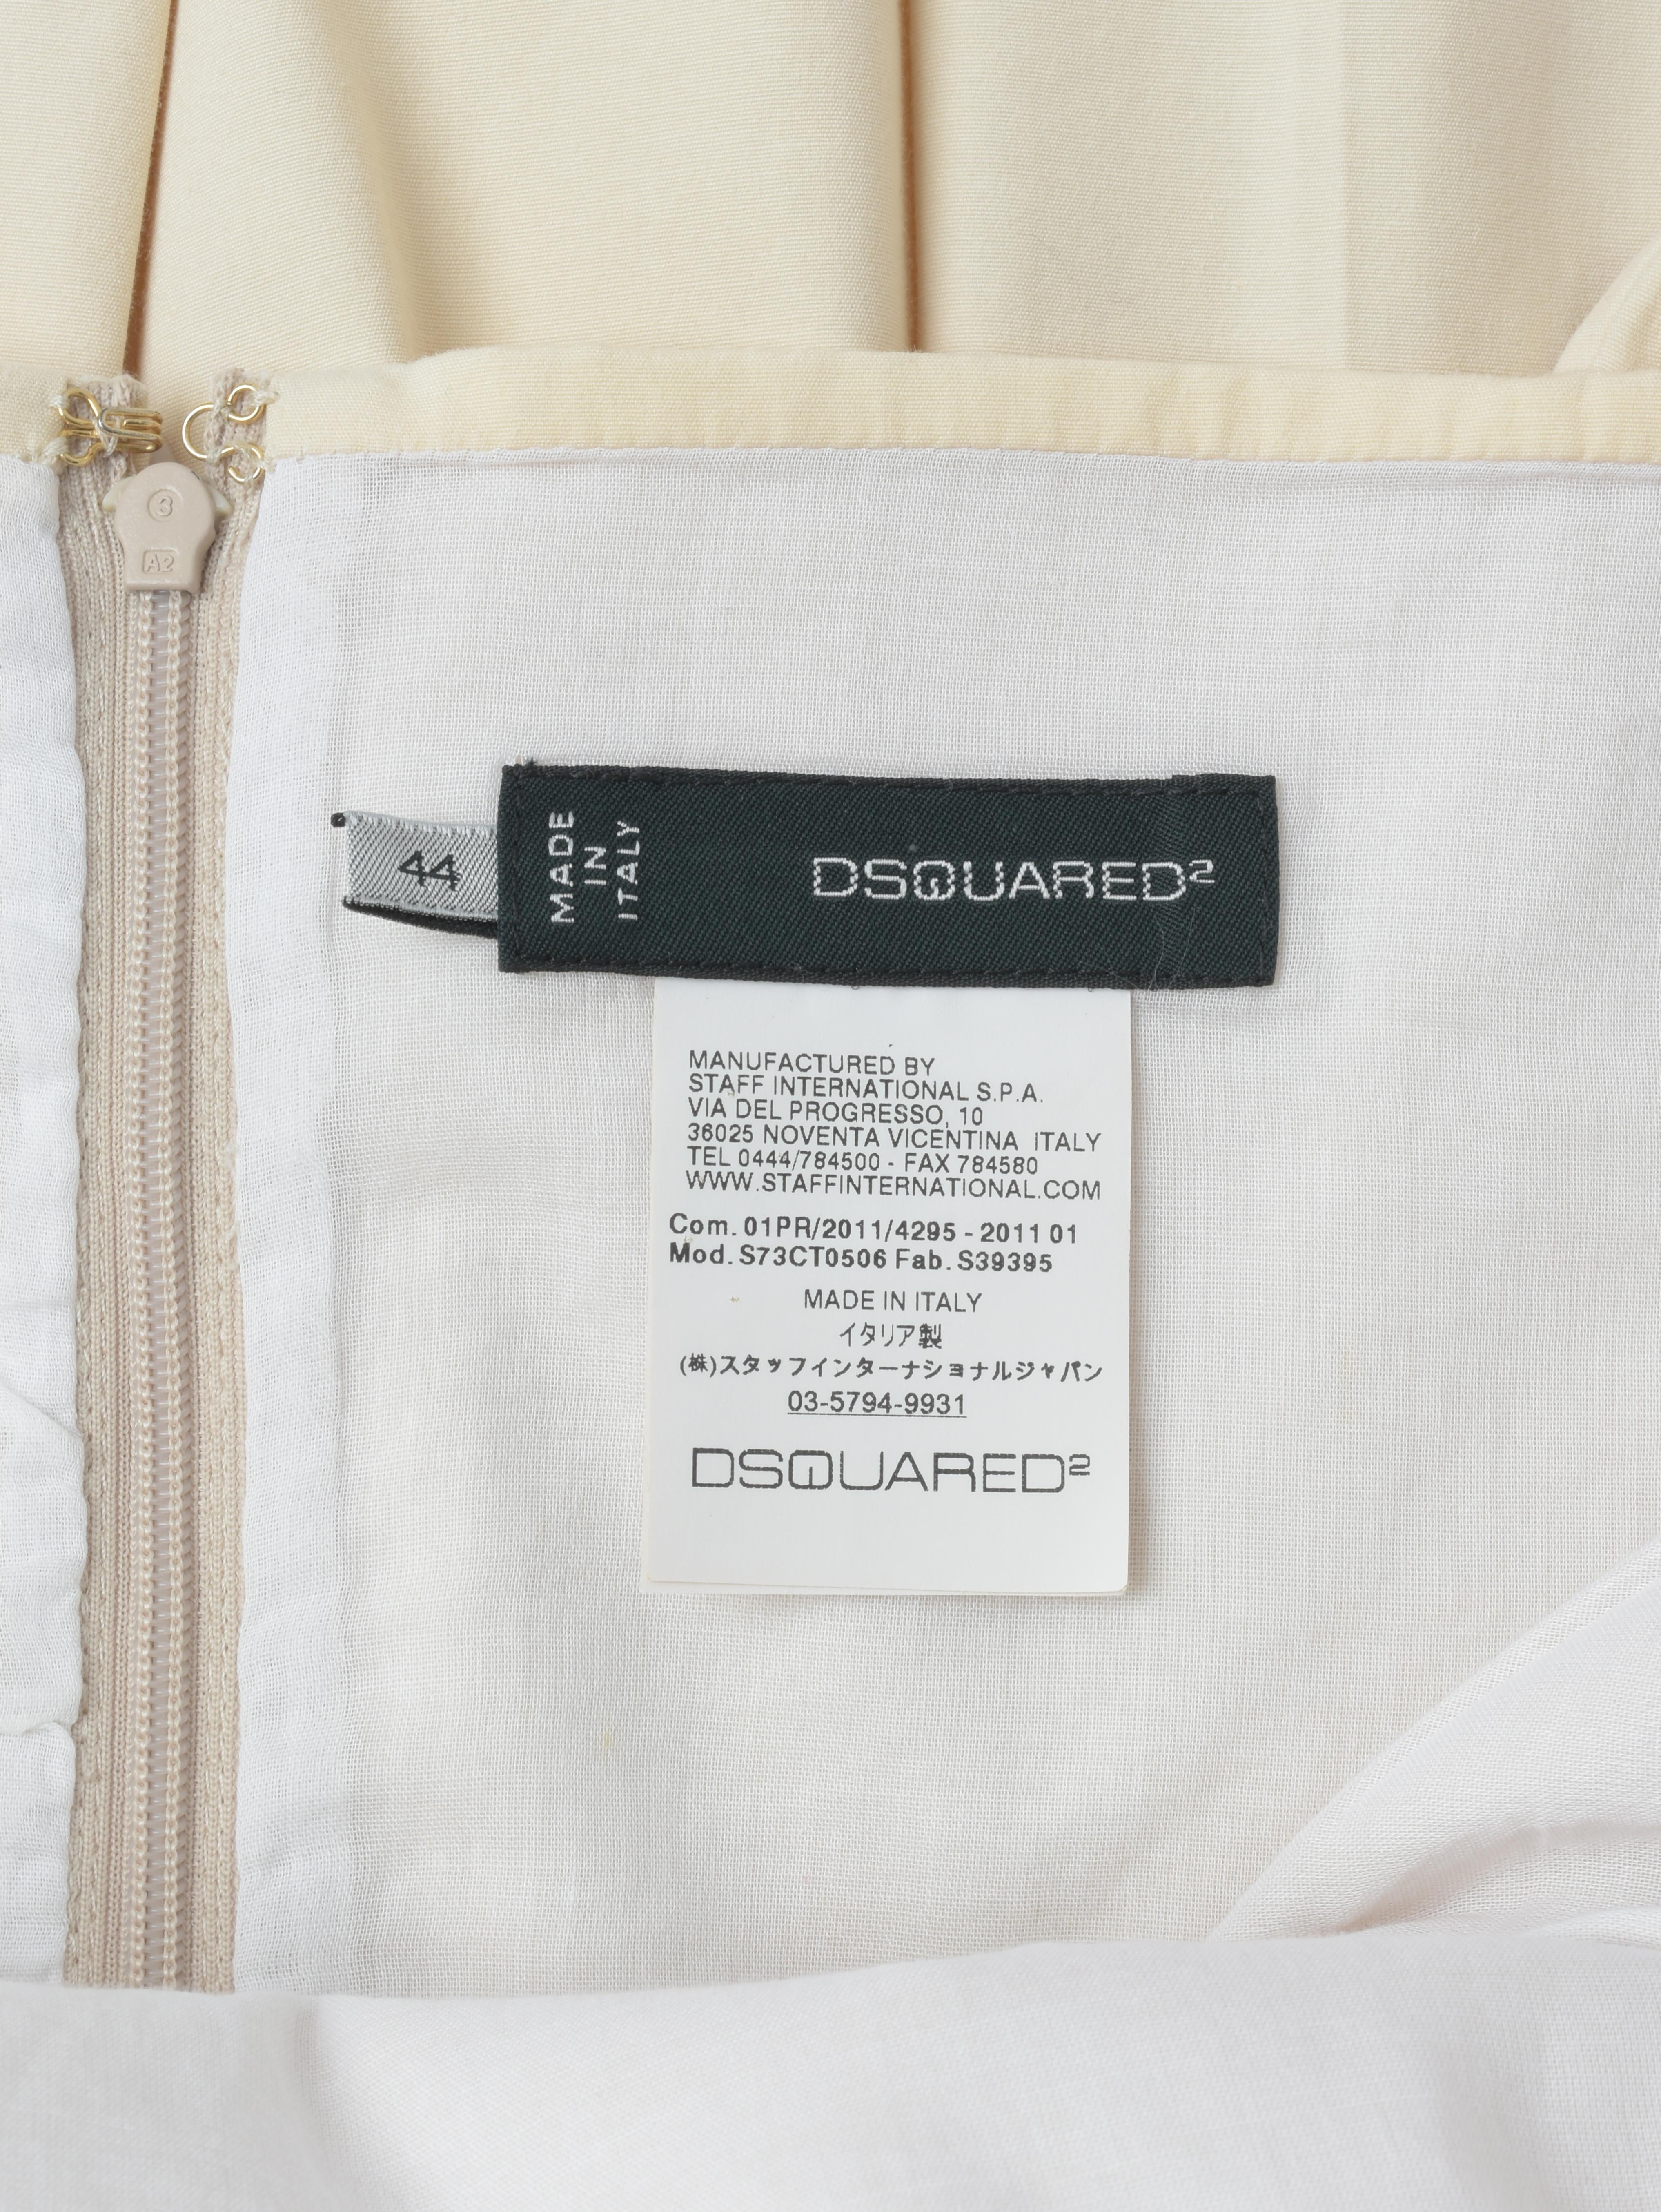 3
A2
44
MADE
IN
ITALY
DSQUARED²
MANUFACTURED BY
STAFF INTERNATIONAL S.P.A.
VIA DEL PROGRESSO, 10
36025 NOVENTA VICENTINA ITALY
TEL 0444/784500 - FAX 784580
WWW.STAFFINTERNATIONAL.COM
Com. 01PR/2011/4295 - 2011 01
Mod. S73CT0506 Fab. S39395
MADE IN ITALY
イタリア製
(株)スタッフインターナショナルジャパン
03-5794-9931
DSQUARED²